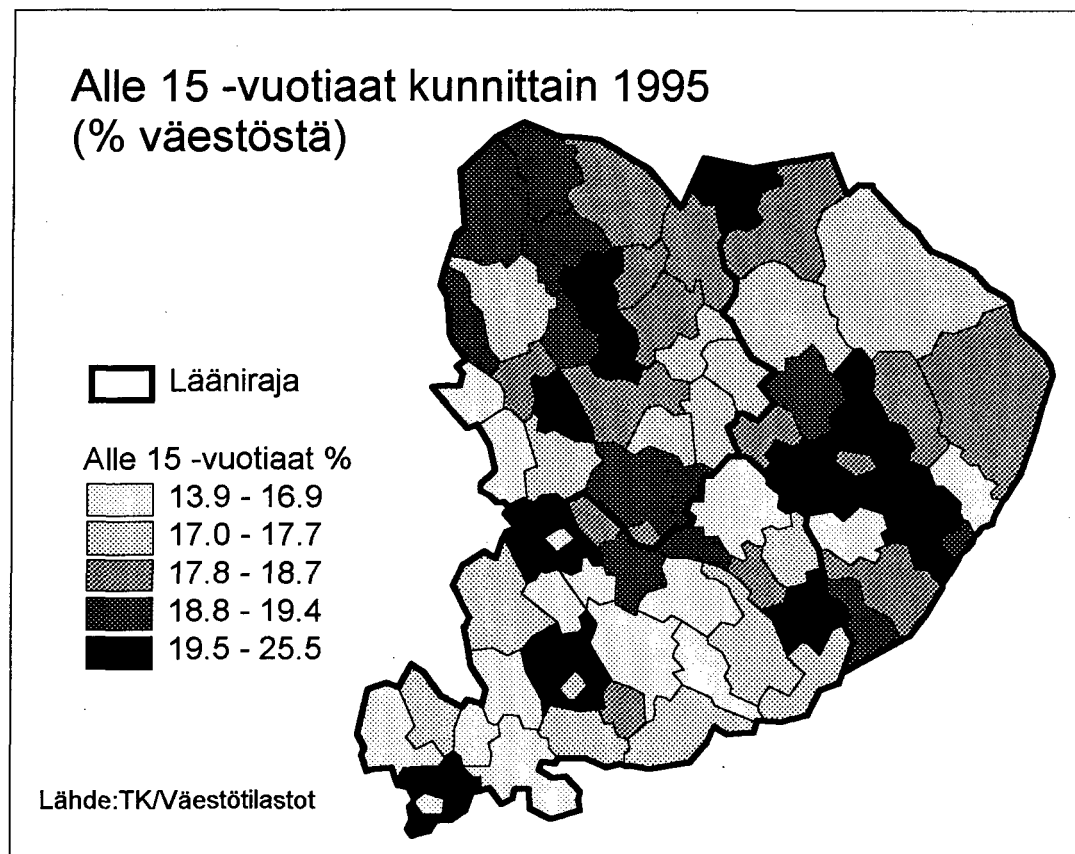 Alle 15 -vuotiaat kunnittain 1995
(% väestöstä)
Lääniraja
Alle 15 -vuotiaat %
13.9 - 16.9
17.0 - 17.7
17.8 - 18.7
18.8 - 19.4
19.5 - 25.5
Lähde:TK/Väestötilastot